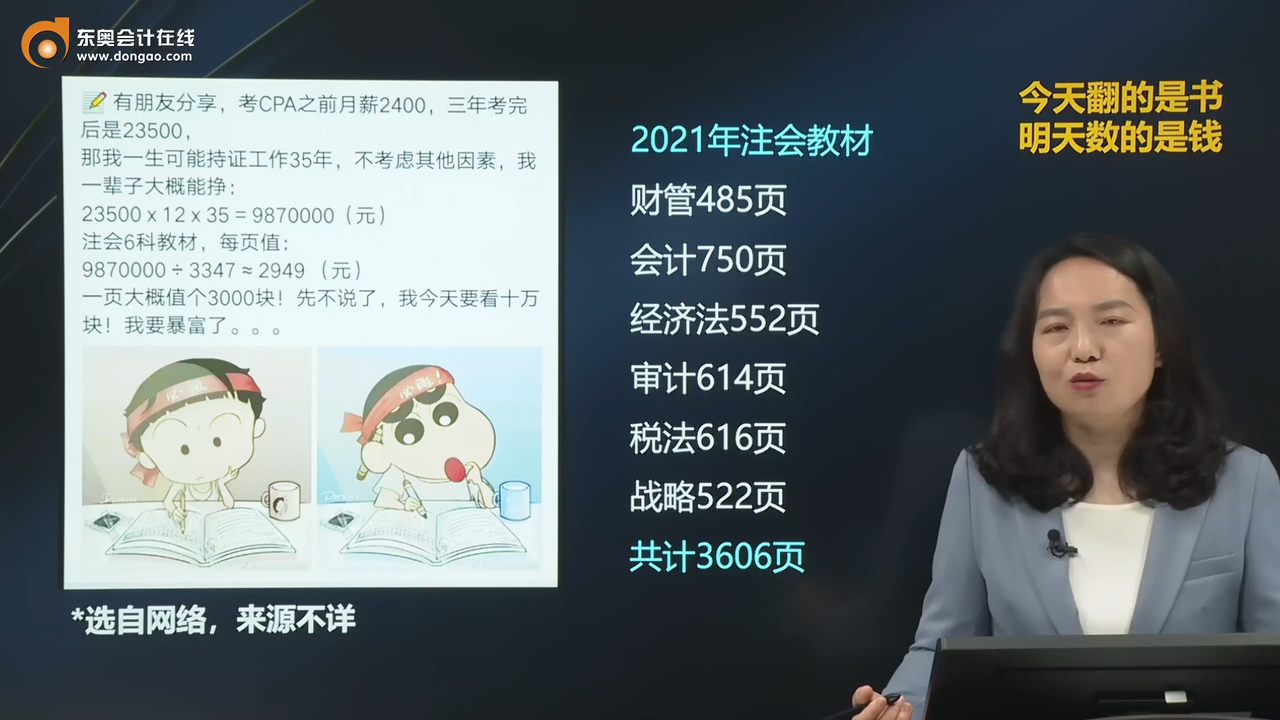 东奥会计在线
www.dongao.com
有朋友分享，考CPA之前月薪2400，三年考完
后是23500，
那我一生可能持证工作35年，不考虑其他因素，我
一辈子大概能挣：
23500 x 12 x 35 = 9870000（元）
注会6科教材，每页值：
9870000 ÷ 3347 ≈ 2949 （元）
一页大概值个3000块！先不说了，我今天要看十万
块！我要暴富了。。。
*选自网络，来源不详
2021年注会教材
财管485页
会计750页
经济法552页
审计614页
税法616页
战略522页
共计3606页
今天翻的是书
明天数的是钱